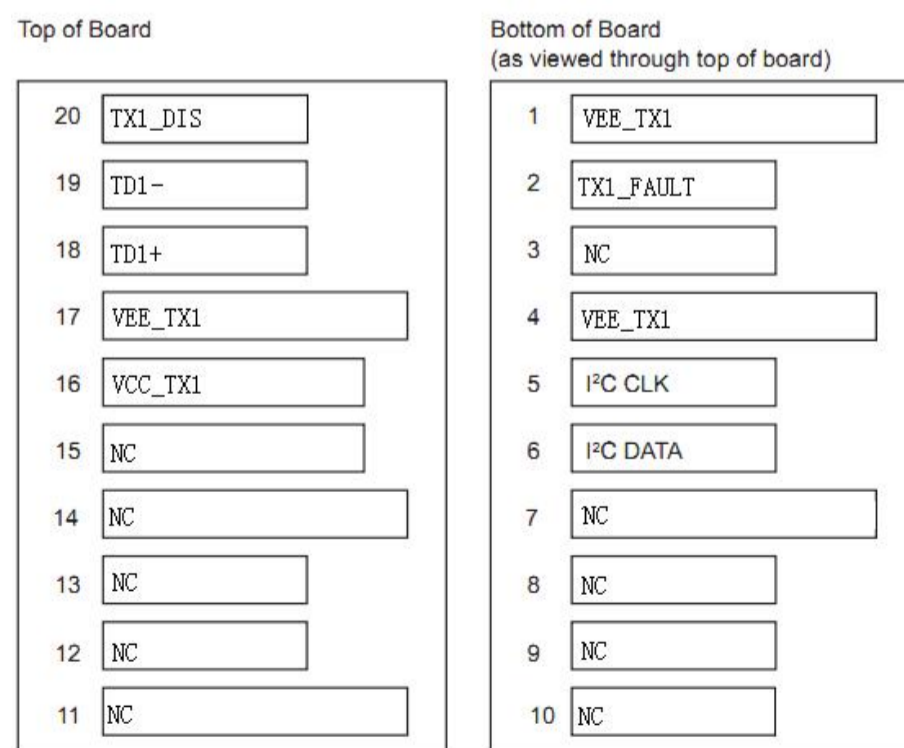 Top of Board
20 TX1_DIS
19 TD1-
18 TD1+
17 VEE_TX1
16 VCC_TX1
15 NC
14 NC
13 NC
12 NC
11 NC
Bottom of Board
(as viewed through top of board)
1 VEE_TX1
2 TX1_FAULT
3 NC
4 VEE_TX1
5 I²C CLK
6 I²C DATA
7 NC
8 NC
9 NC
10 NC